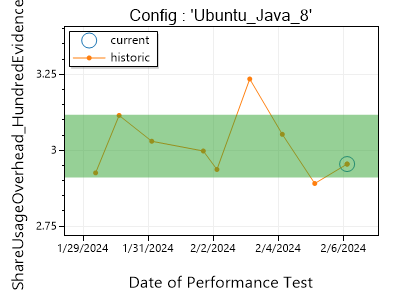 Config : 'Ubuntu_Java_8'
current
historic
ShareUsageOverhead_HundredEvidence
3.25
3
2.75
1/29/2024
1/31/2024
2/2/2024
2/4/2024
2/6/2024
Date of Performance Test